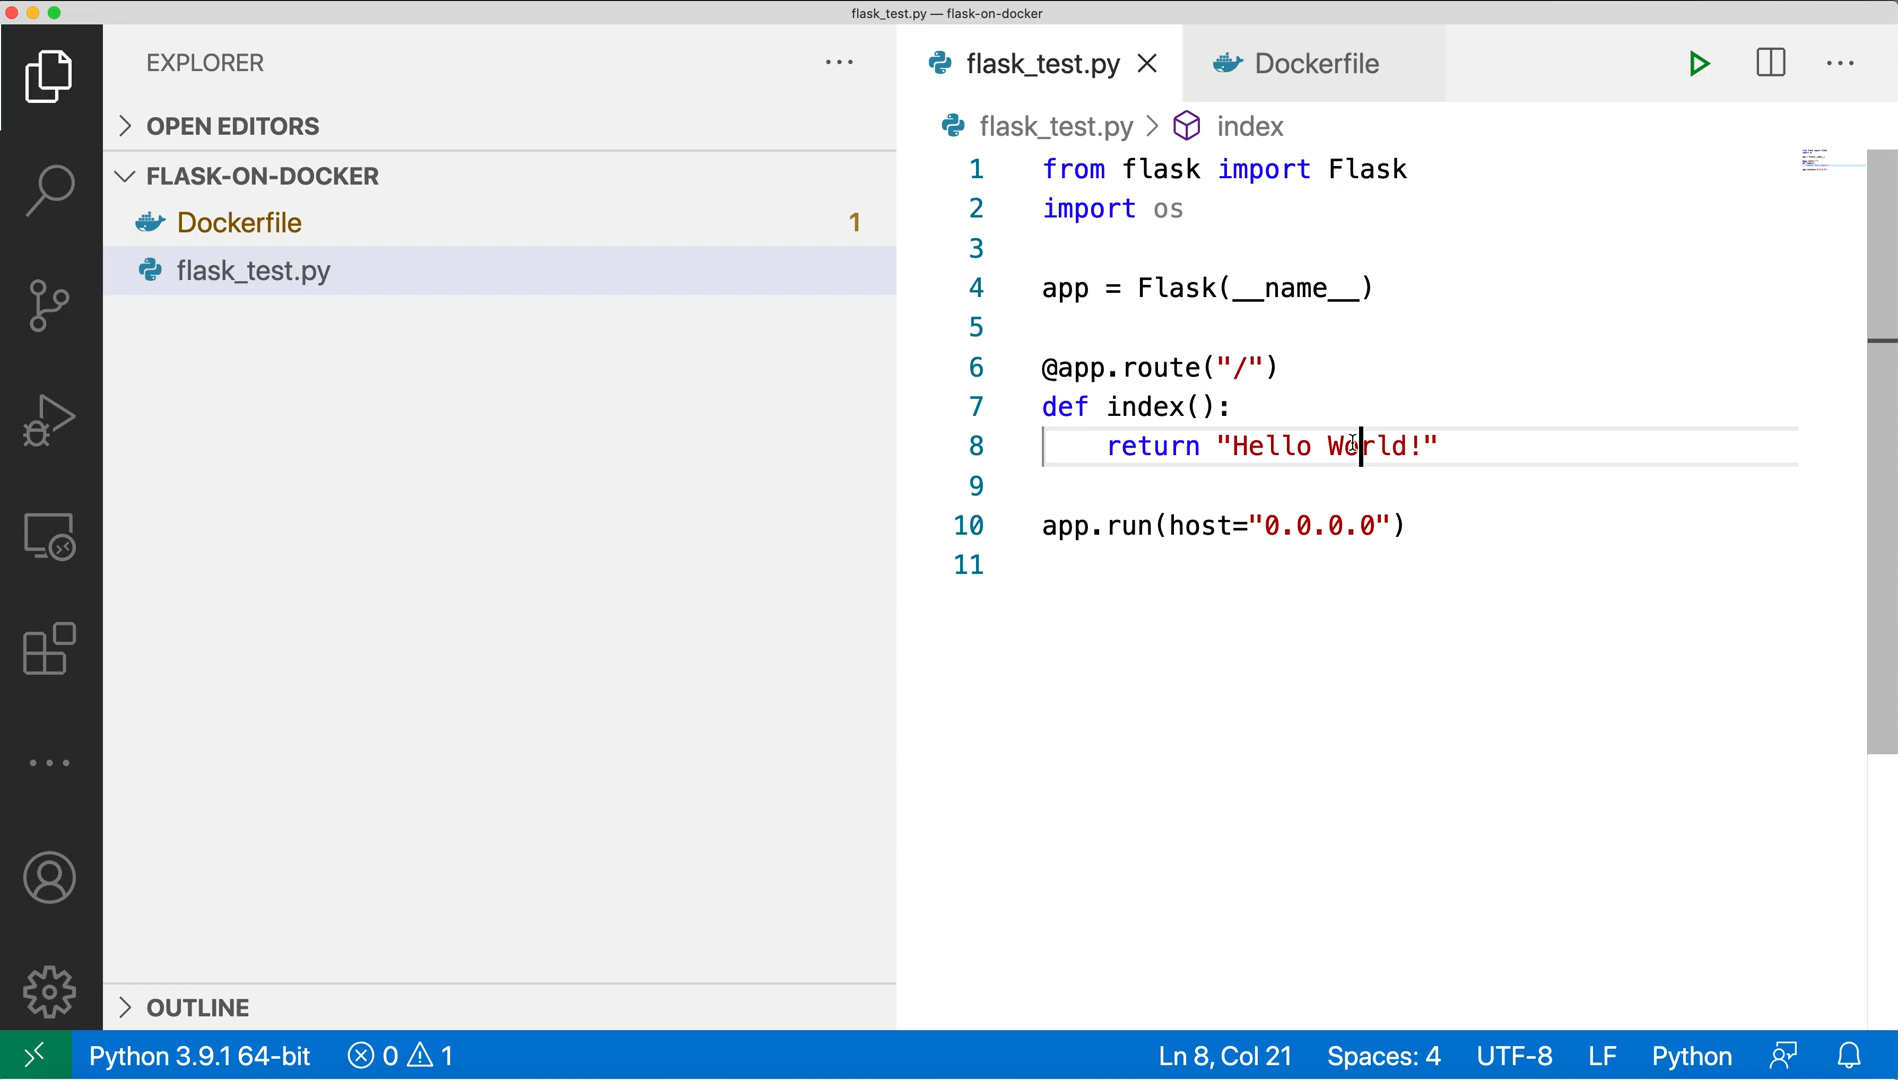 flask_test.py — flask-on-docker
EXPLORER
OPEN EDITORS
FLASK-ON-DOCKER
Dockerfile 1
flask_test.py
OUTLINE
flask_test.py Dockerfile
flask_test.py > index
1 from flask import Flask
2 import os
3
4 app = Flask(__name__)
5
6 @app.route("/")
7 def index():
8 return "Hello World!"
9
10 app.run(host="0.0.0.0")
11
Python 3.9.1 64-bit 0 1 Ln 8, Col 21 Spaces: 4 UTF-8 LF Python